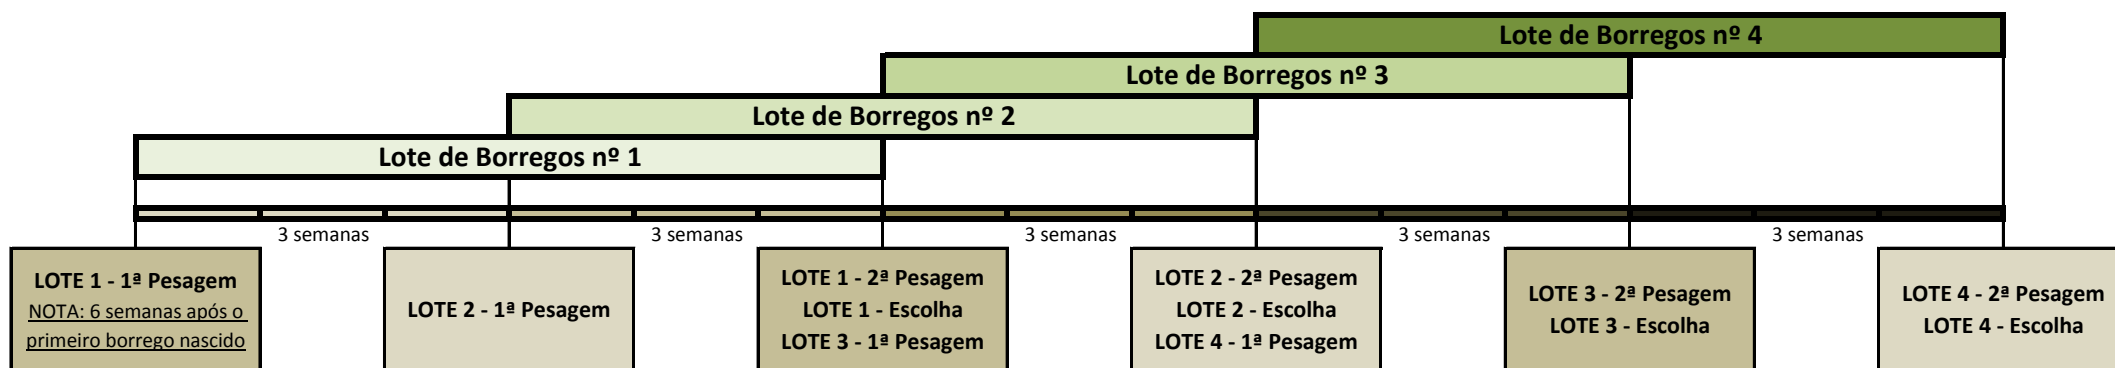 Lote de Borregos nº 4
Lote de Borregos nº 3
Lote de Borregos nº 2
Lote de Borregos nº 1
3 semanas
3 semanas
3 semanas
3 semanas
3 semanas
LOTE 1 - 1ª Pesagem
NOTA: 6 semanas após o
primeiro borrego nascido
LOTE 2 - 1ª Pesagem
LOTE 1 - 2ª Pesagem
LOTE 1 - Escolha
LOTE 3 - 1ª Pesagem
LOTE 2 - 2ª Pesagem
LOTE 2 - Escolha
LOTE 4 - 1ª Pesagem
LOTE 3 - 2ª Pesagem
LOTE 3 - Escolha
LOTE 4 - 2ª Pesagem
LOTE 4 - Escolha